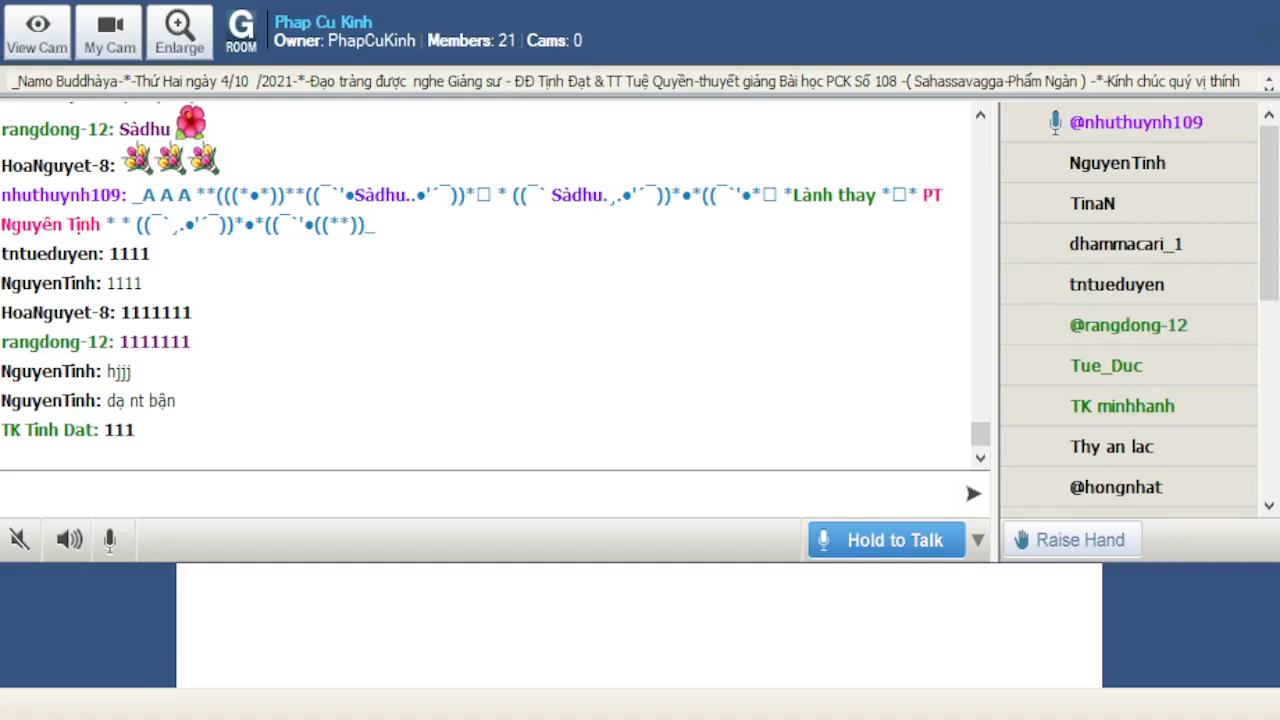 View Cam
My Cam
Enlarge
G
ROOM
Phap Cu Kinh
Owner: PhapCuKinh | Members: 21 | Cams: 0
_Namo Buddhàya-*-Thứ Hai ngày 4/10 /2021-*-Đạo tràng được nghe Giảng sư - ĐĐ Tịnh Đạt & TT Tuệ Quyền-thuyết giảng Bài học PCK Số 108 -( Sahassavagga-Phẩm Ngàn ) -*-Kính chúc quý vị thính
rangdong-12: Sàdhu
HoaNguyet-8:
nhuthuynh109: _A A A **(((*•*))**((¯`'•Sàdhu..•'´¯))*□ * ((¯` Sàdhu.¸.•'´¯))*•*((¯`'•*□ *Lành thay *□* PT
Nguyên Tịnh * * ((¯`¸.•'´¯))*•*((¯`'•((**))_
tntueduyen: 1111
NguyenTinh: 1111
HoaNguyet-8: 1111111
rangdong-12: 1111111
NguyenTinh: hjjj
NguyenTinh: dạ nt bận
TK Tinh Dat: 111
Hold to Talk
@nhuthuynh109
NguyenTinh
TinaN
dhammacari_1
tntueduyen
@rangdong-12
Tue_Duc
TK minhhanh
Thy an lac
@hongnhat
Raise Hand